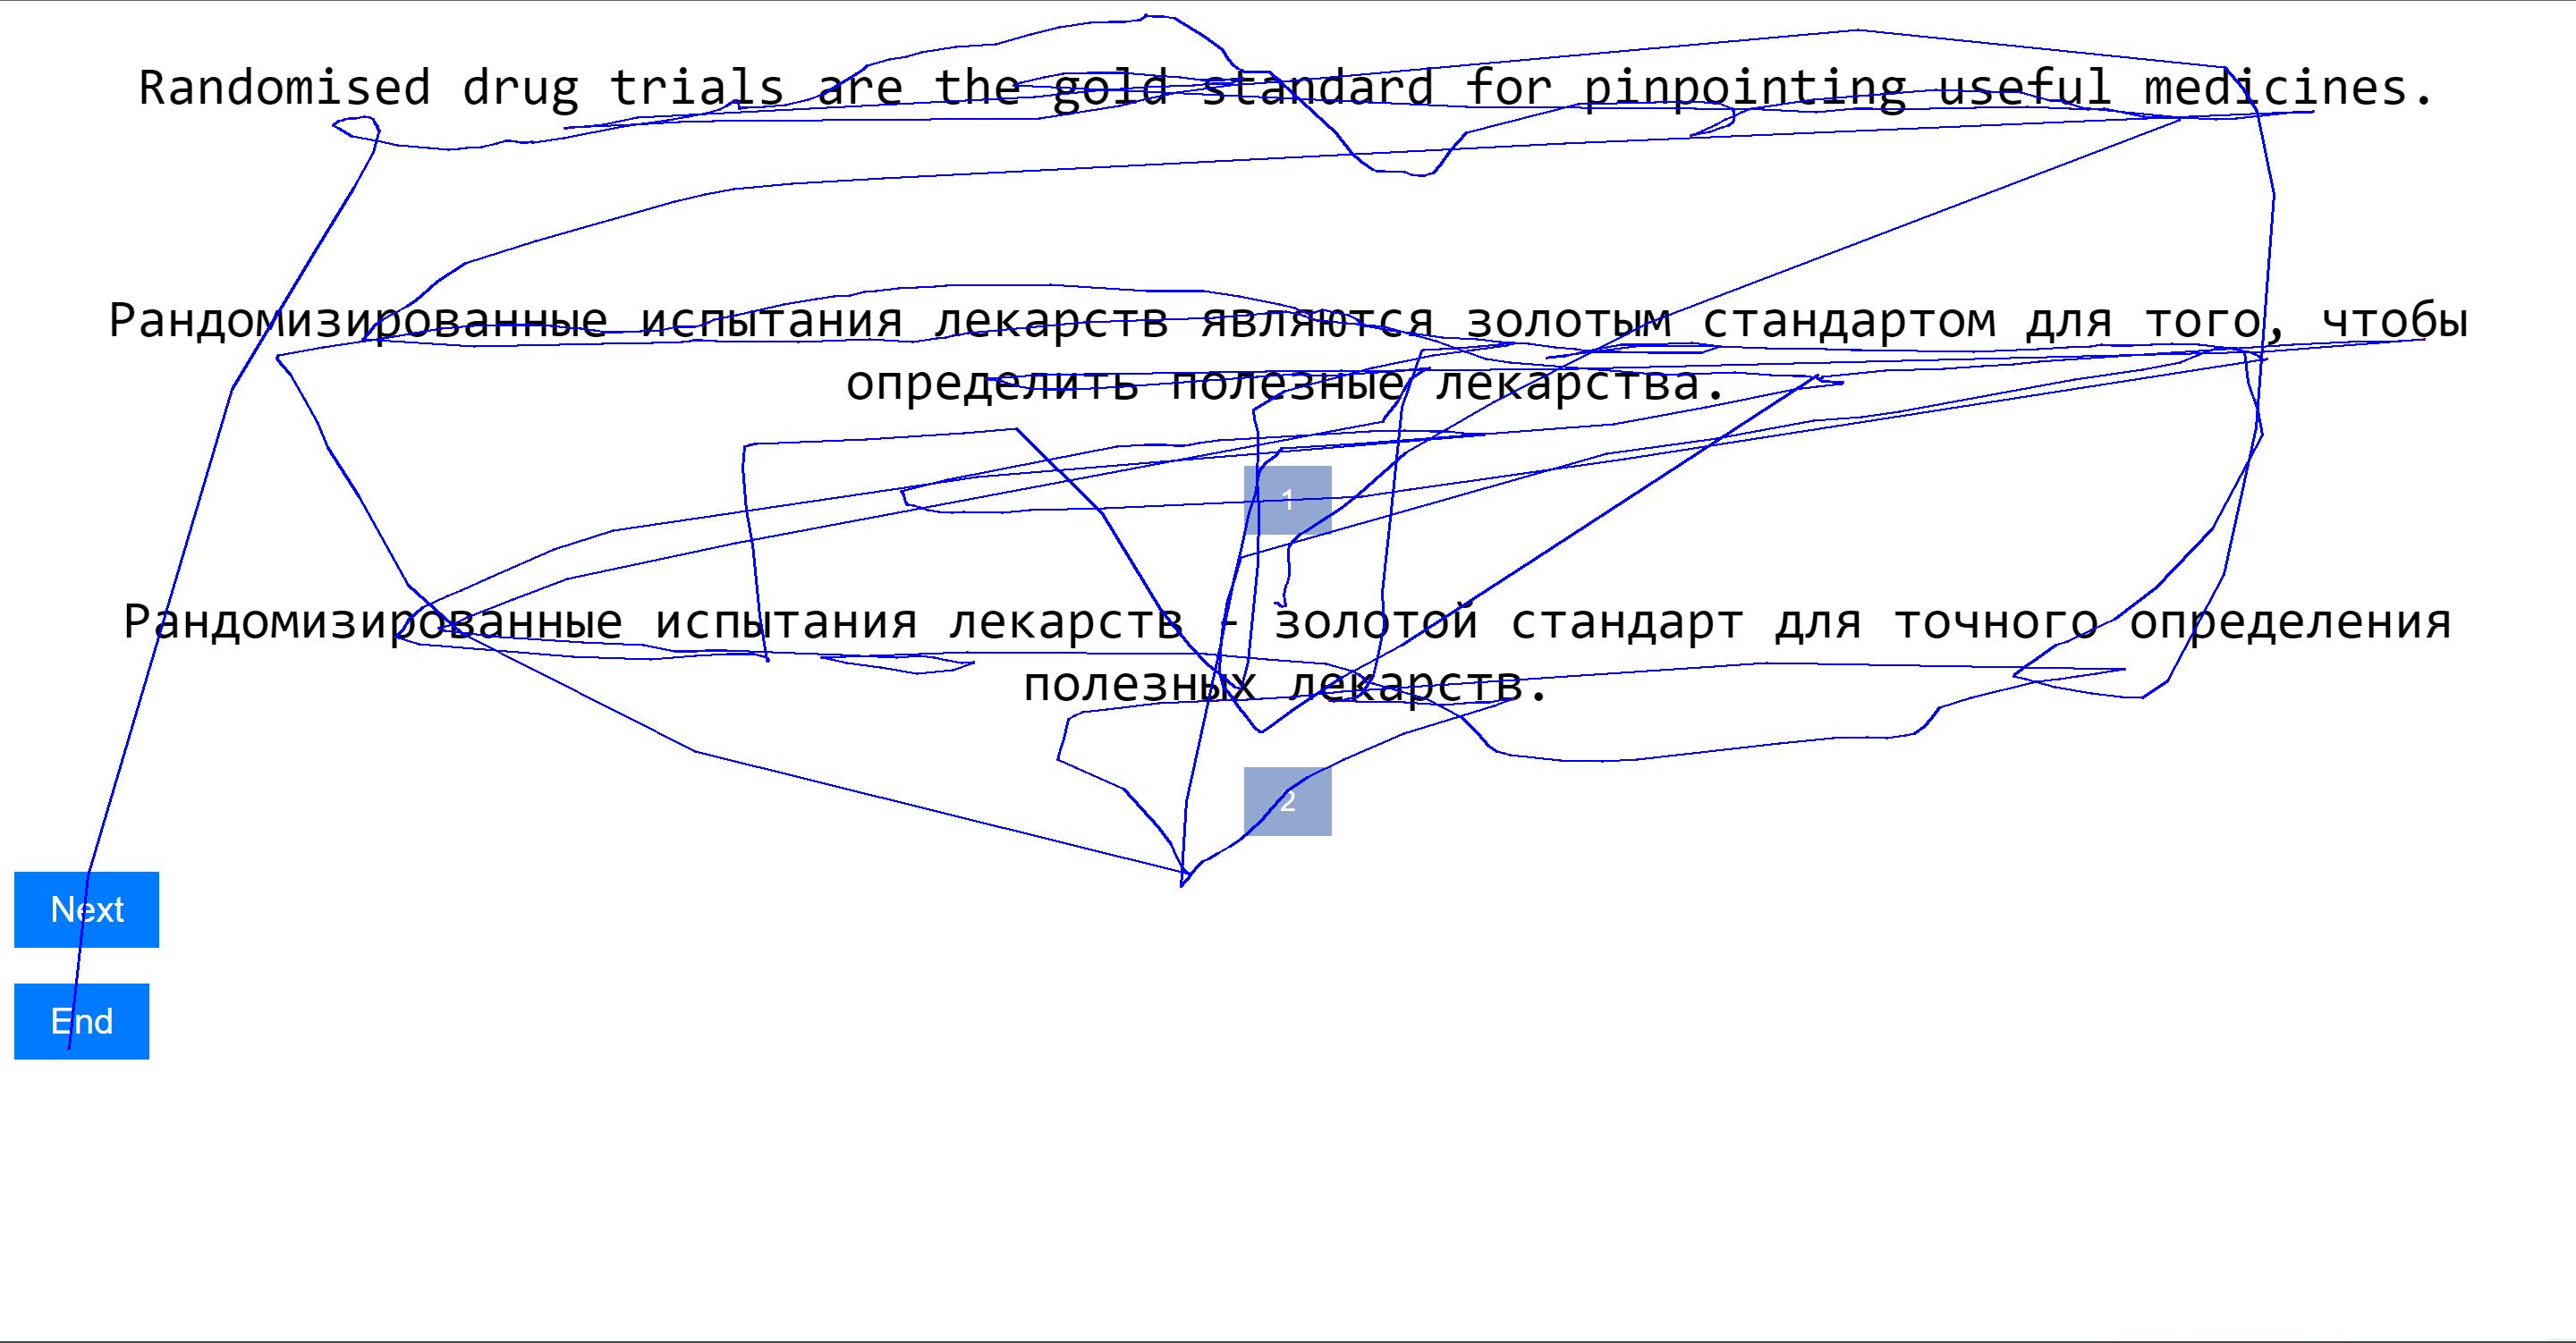 Randomised drug trials are the gold standard for pinpointing useful medicines.
Рандомизированные испытания лекарств являются золотым стандартом для того, чтобы
определить полезные лекарства.
1
Рандомизированные испытания лекарств - золотой стандарт для точного определения
полезных лекарств.
2
Next
End